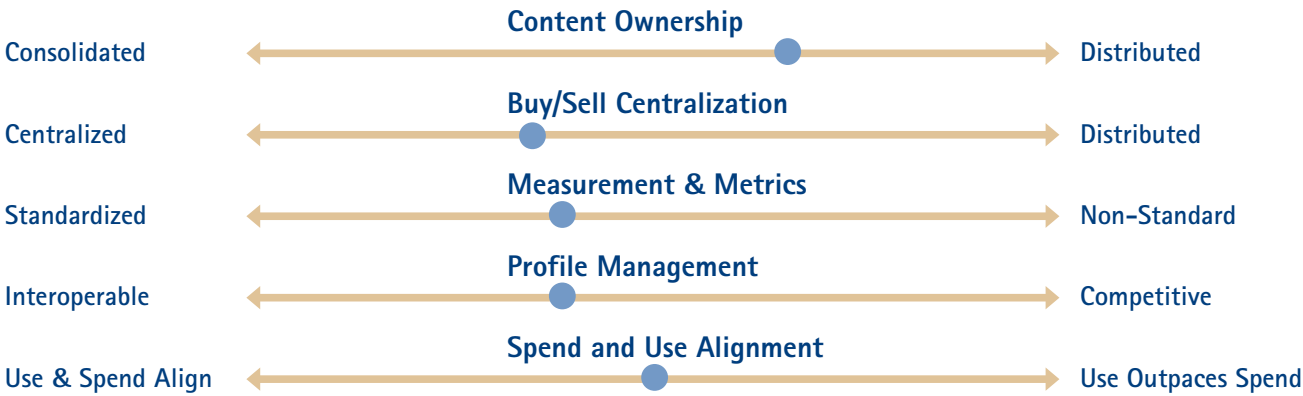 Content Ownership
Consolidated Distributed
Buy/Sell Centralization
Centralized Distributed
Measurement & Metrics
Standardized Non-Standard
Profile Management
Interoperable Competitive
Spend and Use Alignment
Use & Spend Align Use Outpaces Spend